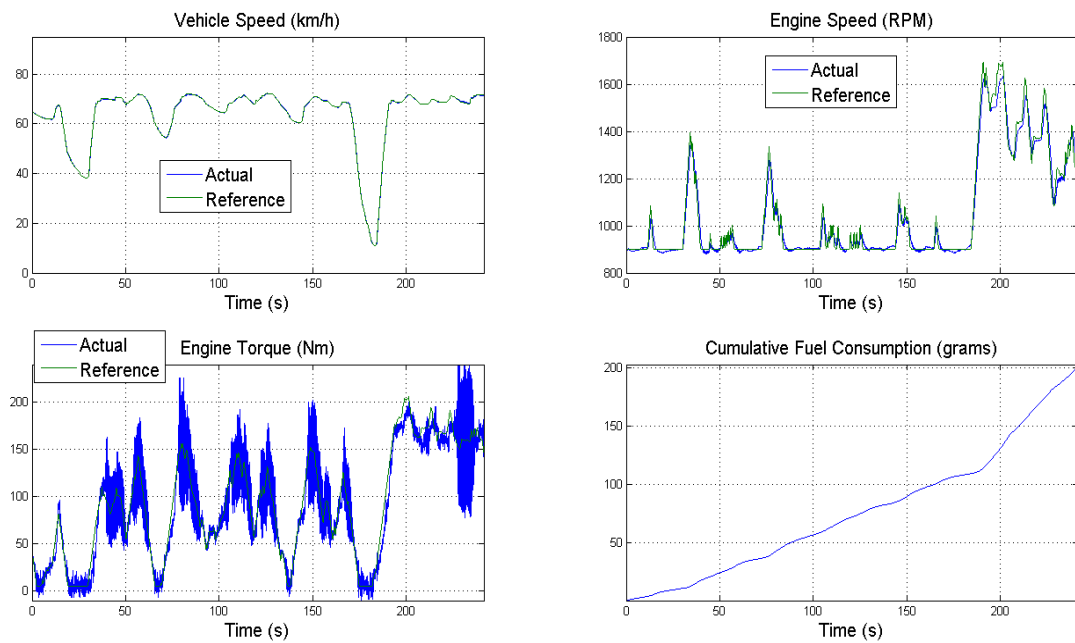 Vehicle Speed (km/h)
80
60
40
20
0
Actual
Reference
0 50 100 150 200
Time (s)
Engine Speed (RPM)
1800
1600
1400
1200
1000
800
Actual
Reference
0 50 100 150 200
Time (s)
Engine Torque (Nm)
Actual
Reference
200
150
100
50
0
0 50 100 150 200
Time (s)
Cumulative Fuel Consumption (grams)
200
150
100
50
0 50 100 150 200
Time (s)